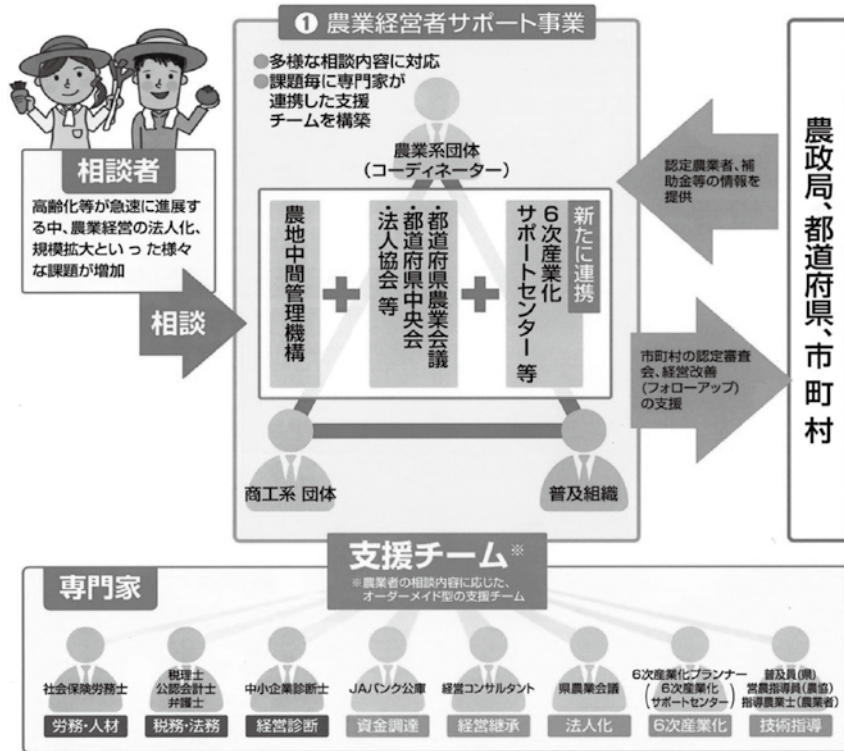 ❶ 農業経営者サポート事業
●多様な相談内容に対応
●課題毎に専門家が
連携した支援
チームを構築
相談者
高齢化等が急速に進展す
る中、農業経営の法人化、
規模拡大といった様々
な課題が増加
相談
農業系団体
(コーディネーター)
農地中間管理機構
+
・都道府県農業会議
・都道府県中央会
・法人協会 等
+
新たに連携
6次産業化
サポートセンター 等
商工系 団体
普及組織
認定農業者、補
助金等の情報を
提供
市町村の認定審査
会、経営改善
(フォローアップ)
の支援
農政局、都道府県、市町村
支援チーム※
※農業者の相談内容に応じた、
オーダーメイド型の支援チーム
専門家
社会保険労務士
労務・人材
税理士
公認会計士
弁護士
税務・法務
中小企業診断士
経営診断
JAバンク公庫
資金調達
経営コンサルタント
経営継承
県農業会議
法人化
6次産業化プランナー
(6次産業化
サポートセンター)
6次産業化
普及員(県)
営農指導員(農協)
指導農業士(農業者)
技術指導